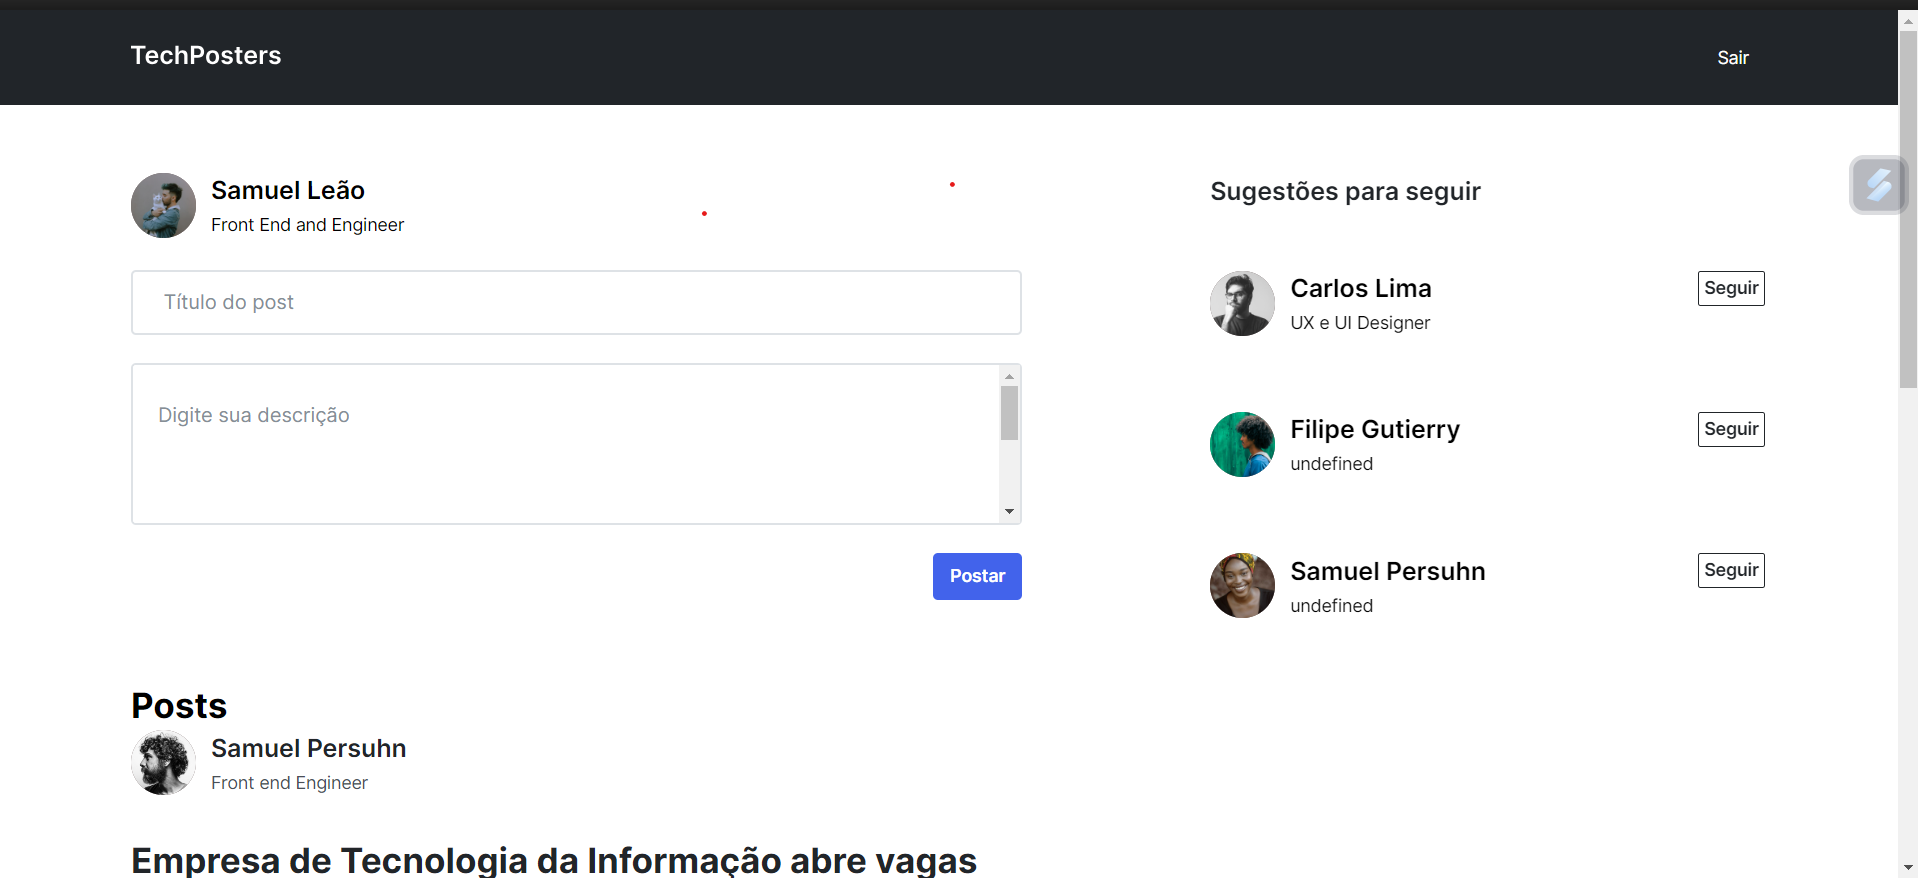 TechPosters
Sair
Samuel Leão
Front End and Engineer
Título do post
Digite sua descrição
Postar
Sugestões para seguir
Carlos Lima
UX e UI Designer
Seguir
Filipe Gutierry
undefined
Seguir
Samuel Persuhn
undefined
Seguir
Posts
Samuel Persuhn
Front end Engineer
Empresa de Tecnologia da Informação abre vagas